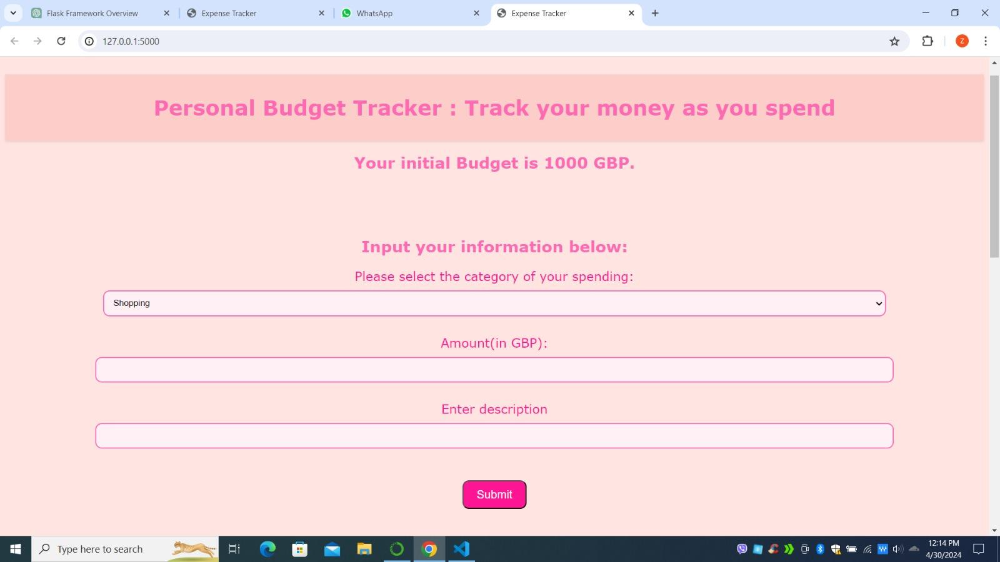 Flask Framework Overview
Expense Tracker
WhatsApp
Expense Tracker
127.0.0.1:5000
Z
Personal Budget Tracker : Track your money as you spend
Your initial Budget is 1000 GBP.
Input your information below:
Please select the category of your spending:
Shopping
Amount(in GBP):
Enter description
Submit
Type here to search
W
12:14 PM
4/30/2024